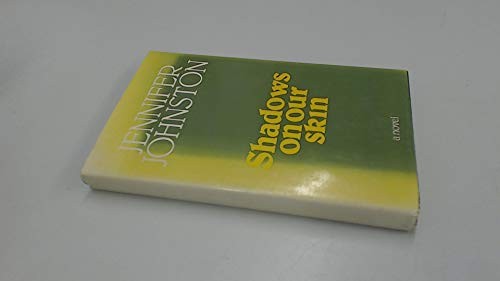 JENNIFER
JOHNSTON
Shadows
on our
skin
a novel